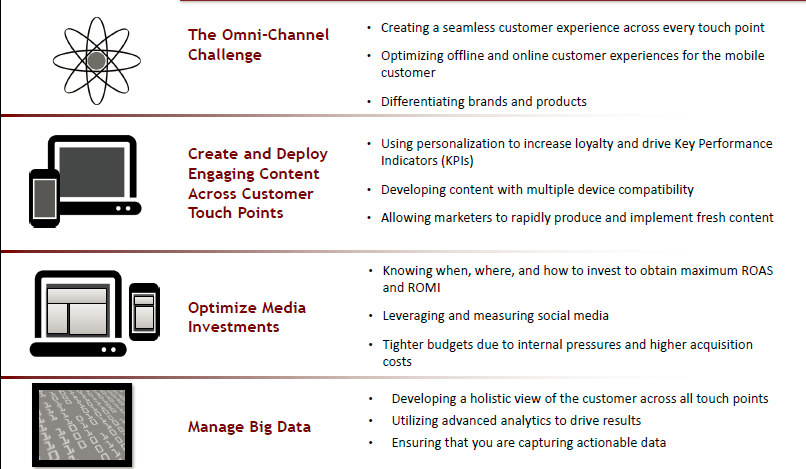 The Omni-Channel
Challenge
• Creating a seamless customer experience across every touch point
• Optimizing offline and online customer experiences for the mobile
customer
• Differentiating brands and products
Create and Deploy
Engaging Content
Across Customer
Touch Points
• Using personalization to increase loyalty and drive Key Performance
Indicators (KPIs)
• Developing content with multiple device compatibility
• Allowing marketers to rapidly produce and implement fresh content
Optimize Media
Investments
• Knowing when, where, and how to invest to obtain maximum ROAS
and ROMI
• Leveraging and measuring social media
• Tighter budgets due to internal pressures and higher acquisition
costs
Manage Big Data
• Developing a holistic view of the customer across all touch points
• Utilizing advanced analytics to drive results
• Ensuring that you are capturing actionable data